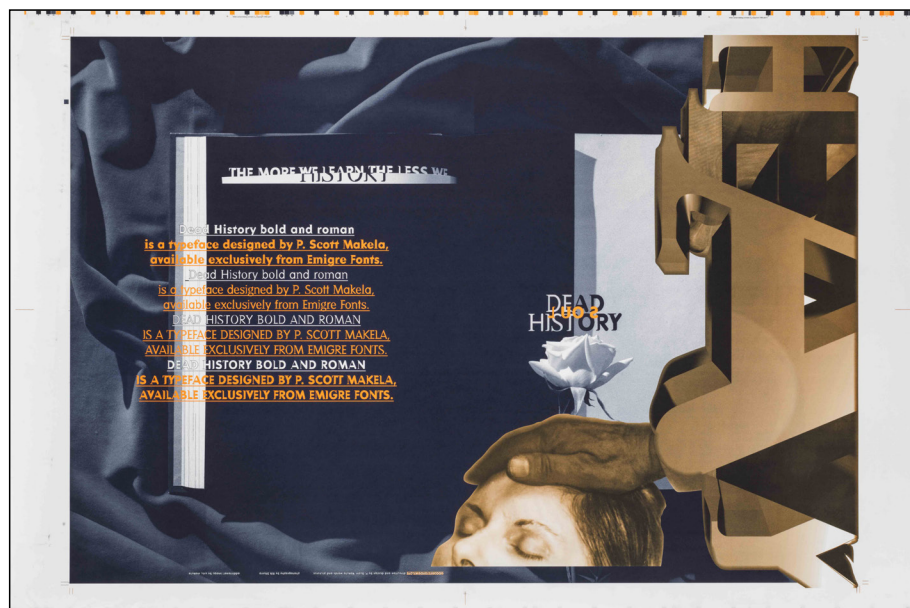 THE MORE WE LEARN THE LESS WE
HISTORY
Dead History bold and roman
is a typeface designed by P. Scott Makela,
available exclusively from Emigre Fonts.
Dead History bold and roman
is a typeface designed by P. Scott Makela,
available exclusively from Emigre Fonts.
DEAD HISTORY BOLD AND ROMAN
IS A TYPEFACE DESIGNED BY P. SCOTT MAKELA,
AVAILABLE EXCLUSIVELY FROM EMIGRE FONTS.
DEAD HISTORY BOLD AND ROMAN
IS A TYPEFACE DESIGNED BY P. SCOTT MAKELA,
AVAILABLE EXCLUSIVELY FROM EMIGRE FONTS.
DEAD
HISTORY